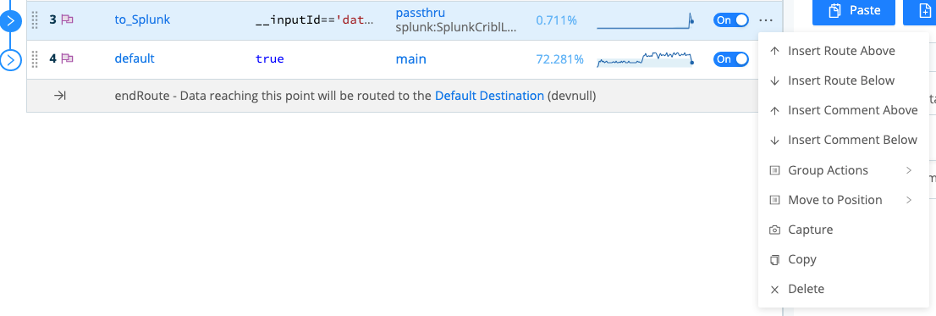 3 to_Splunk __inputId=='dat... passthru 0.711% On ...
splunk:SplunkCriblL...
4 default true main 72.281% On
endRoute - Data reaching this point will be routed to the Default Destination (devnull)
Paste
Insert Route Above
Insert Route Below
Insert Comment Above
Insert Comment Below
Group Actions
Move to Position
Capture
Copy
Delete